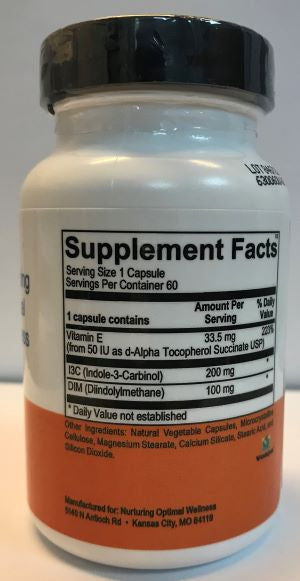 Supplement Facts
Serving Size 1 Capsule
Servings Per Container 60
Amount Per % Daily
1 capsule contains Serving Value
Vitamin E 33.5 mg 223%
(from 50 IU as d-Alpha Tocopherol Succinate USP)
I3C (Indole-3-Carbinol) 200 mg *
DIM (Diindolylmethane) 100 mg *
* Daily Value not established
Other Ingredients: Natural Vegetable Capsules, Microcrystalline
Cellulose, Magnesium Stearate, Calcium Silicate, Stearic Acid, and
Silicon Dioxide.
Manufactured for: Nurturing Optimal Wellness
5140 N Antioch Rd • Kansas City, MO 64119
LOT